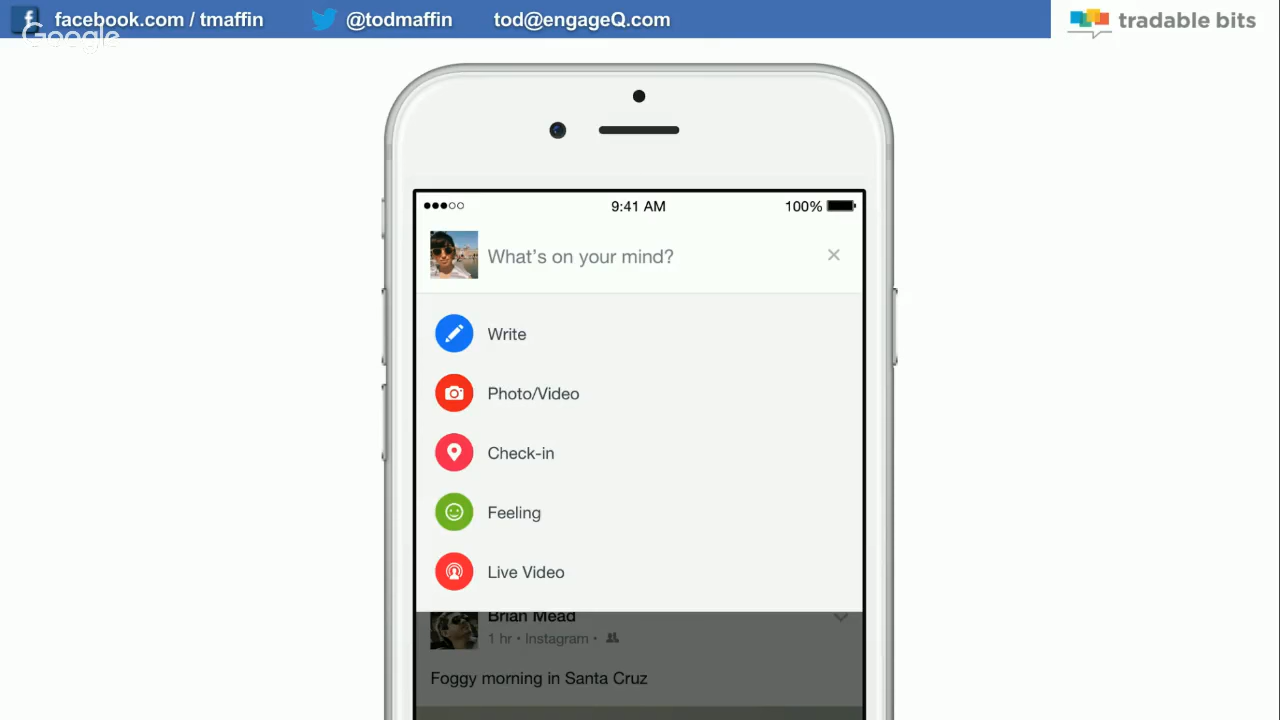 facebook.com / tmaffin
@todmaffin
tod@engageQ.com
tradable bits
Google
9:41 AM
100%
What's on your mind?
Write
Photo/Video
Check-in
Feeling
Live Video
Brian Mead
1 hr • Instagram •
Foggy morning in Santa Cruz